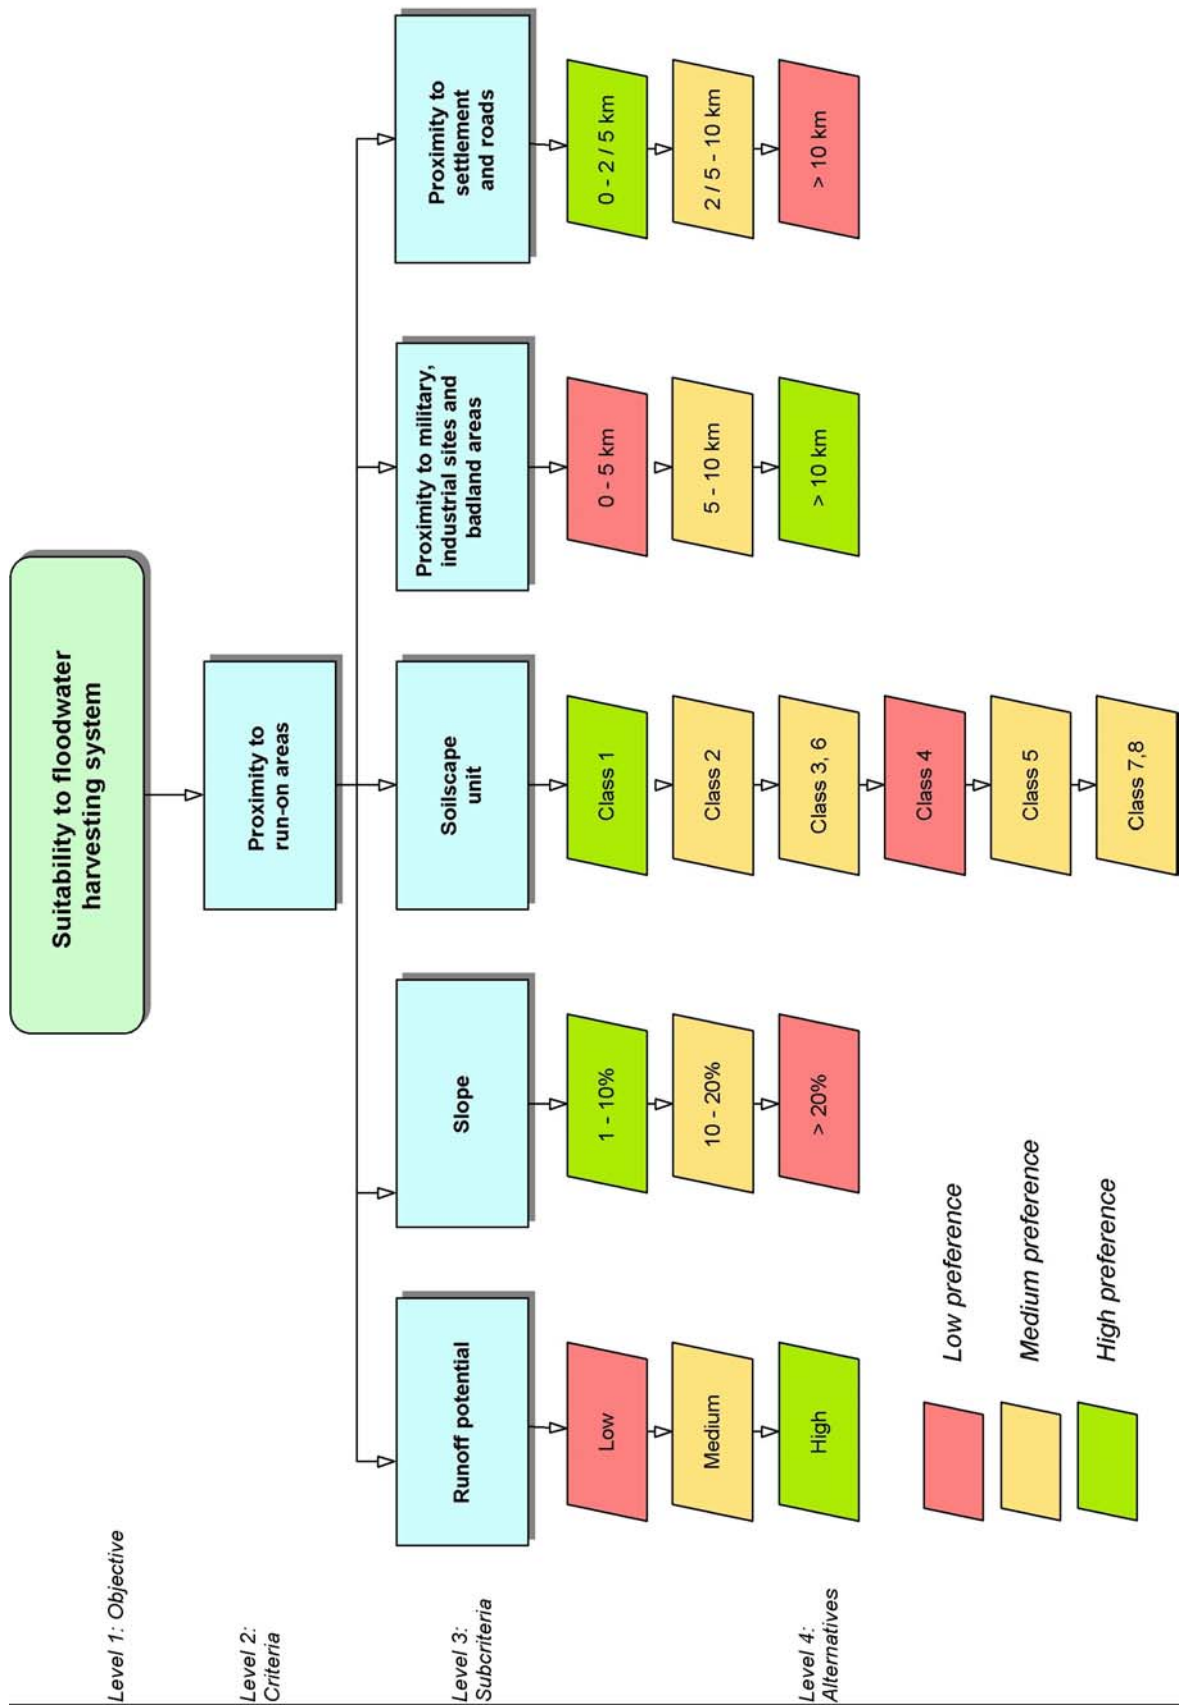 Level 1: Objective
Suitability to floodwater
harvesting system
Level 2:
Criteria
Proximity to
run-on areas
Level 3:
Subcriteria
Runoff potential
Slope
Soilscape
unit
Proximity to military,
industrial sites and
badland areas
Proximity to
settlement
and roads
Level 4:
Alternatives
Low
Medium
High
1 - 10%
10 - 20%
> 20%
Class 1
Class 2
Class 3, 6
Class 4
Class 5
Class 7,8
0 - 5 km
5 - 10 km
> 10 km
0 - 2 / 5 km
2 / 5 - 10 km
> 10 km
Low preference
Medium preference
High preference